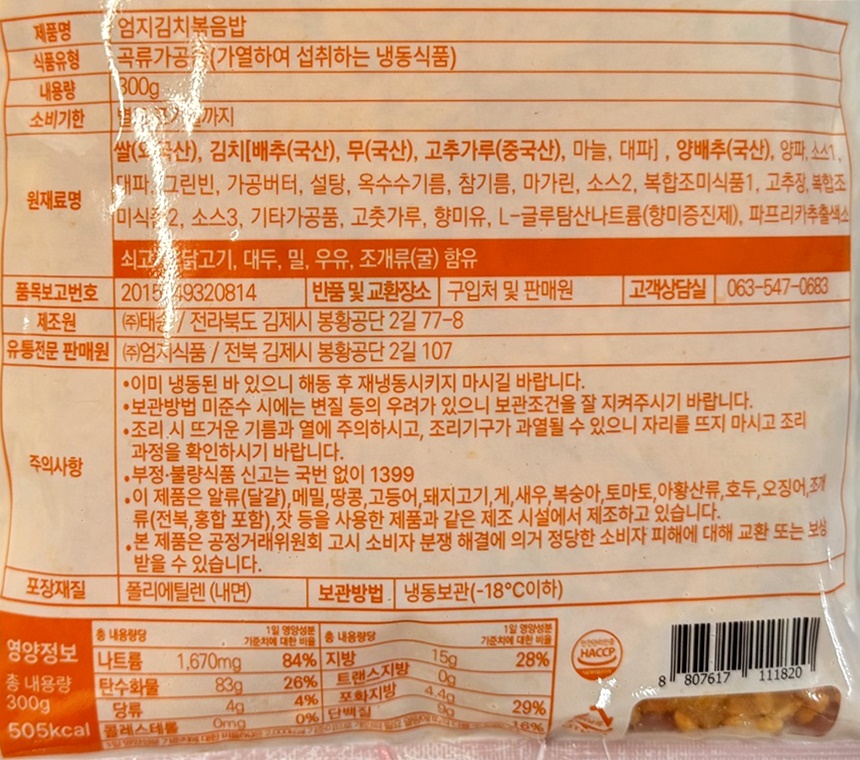 제품명 엄지김치볶음밥
식품유형 곡류가공품(가열하여 섭취하는 냉동식품)
내용량 300g
소비기한 까지
쌀(외국산), 김치[배추(국산), 무(국산), 고추가루(중국산), 마늘, 대파], 양배추(국산), 양파, 소스1,
원재료명 대파, 그린빈, 가공버터, 설탕, 옥수수기름, 참기름, 마가린, 소스2, 복합조미식품1, 고추장, 복합조
미식품2, 소스3, 기타가공품, 고춧가루, 향미유, L-글루탐산나트륨(향미증진제), 파프리카추출색소
쇠고기, 닭고기, 대두, 밀, 우유, 조개류(굴) 함유
품목보고번호 2015 49320814 반품 및 교환장소 구입처 및 판매원 고객상담실 063-547-0683
제조원 ㈜태 / 전라북도 김제시 봉황공단 2길 77-8
유통전문 판매원 ㈜엄지식품 / 전북 김제시 봉황공단 2길 107
•이미 냉동된 바 있으니 해동 후 재냉동시키지 마시길 바랍니다.
•보관방법 미준수 시에는 변질 등의 우려가 있으니 보관조건을 잘 지켜주시기 바랍니다.
•조리 시 뜨거운 기름과 열에 주의하시고, 조리기구가 과열될 수 있으니 자리를 뜨지 마시고 조리
과정을 확인하시기 바랍니다.
주의사항 •부정·불량식품 신고는 국번 없이 1399
•이 제품은 알류(달걀),메밀,땅콩,고등어,돼지고기,게,새우,복숭아,토마토,아황산류,호두,오징어,조개
류(전복,홍합 포함),잣 등을 사용한 제품과 같은 제조 시설에서 제조하고 있습니다.
•본 제품은 공정거래위원회 고시 소비자 분쟁 해결에 의거 정당한 소비자 피해에 대해 교환 또는 보상
받을 수 있습니다.
포장재질 폴리에틸렌(내면) 보관방법 냉동보관(-18℃이하)
영양정보
총 내용량
300g
505kcal
총 내용량당 1일 영양성분
기준치에 대한 비율
나트륨 1,670mg 84%
탄수화물 83g 26%
당류 4g 4%
콜레스테롤 0mg 0%
총 내용량당 1일 영양성분
기준치에 대한 비율
지방 15g 28%
트랜스지방 0g
포화지방 4.4g 29%
단백질 9g 16%
HACCP
8 807617 111820